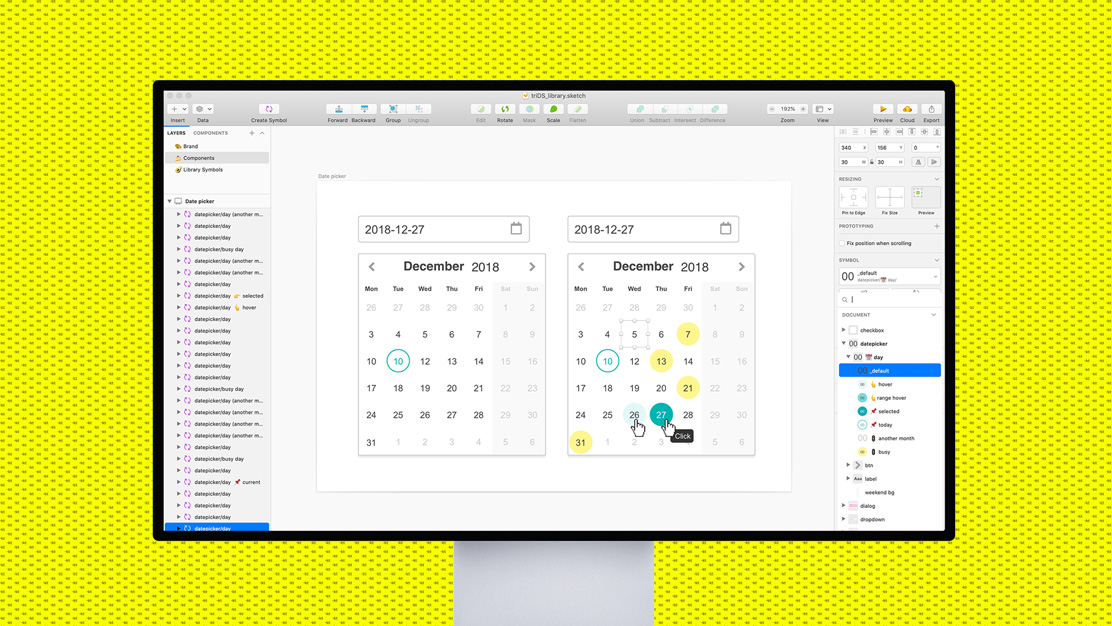 triDS_library.sketch
Insert Data Create Symbol Forward Backward Group Ungroup Edit Rotate Mask Scale Flatten Union Subtract Intersect Difference 192% Zoom View Preview Cloud Export
LAYERS COMPONENTS
Brand
Components
Library Symbols
Date picker
datepicker/day (another m...
datepicker/day
datepicker/day
datepicker/busy day
datepicker/day (another m...
datepicker/day (another m...
datepicker/day
datepicker/day 👉 selected
datepicker/day 👆 hover
datepicker/day
datepicker/day
datepicker/day
datepicker/day
datepicker/day
datepicker/day
datepicker/busy day
datepicker/day (another m...
datepicker/day (another m...
datepicker/day (another m...
datepicker/day
datepicker/day (another m...
datepicker/busy day
datepicker/day
datepicker/day 📌 current
datepicker/day
datepicker/day
datepicker/day
datepicker/day
Date picker
2018-12-27
December 2018
Mon Tue Wed Thu Fri Sat Sun
26 27 28 29 30 1 2
3 4 5 6 7 8 9
10 10 12 13 14 15 16
17 18 19 20 21 22 23
24 25 26 27 28 29 30
31 1 2 3 4 5 6
2018-12-27
December 2018
Mon Tue Wed Thu Fri Sat Sun
26 27 28 29 30 1 2
3 4 5 6 7 8 9
10 10 12 13 14 15 16
17 18 19 20 21 22 23
24 25 26 27 28 29 30
Click
31 1 2 3 5 6
340 X 156 Y 0 °
30 W 30 H
RESIZING
Pin to Edge Fix Size Preview
PROTOTYPING
Fix position when scrolling
SYMBOL
00 _default
datepicker/📅 day/
DOCUMENT
checkbox
00 datepicker
00 📅 day
00 _default
00 👆 hover
00 👆 range hover
00 📌 selected
00 📌 today
00 another month
00 busy
btn
Aaa label
weekend bg
dialog
dropdown